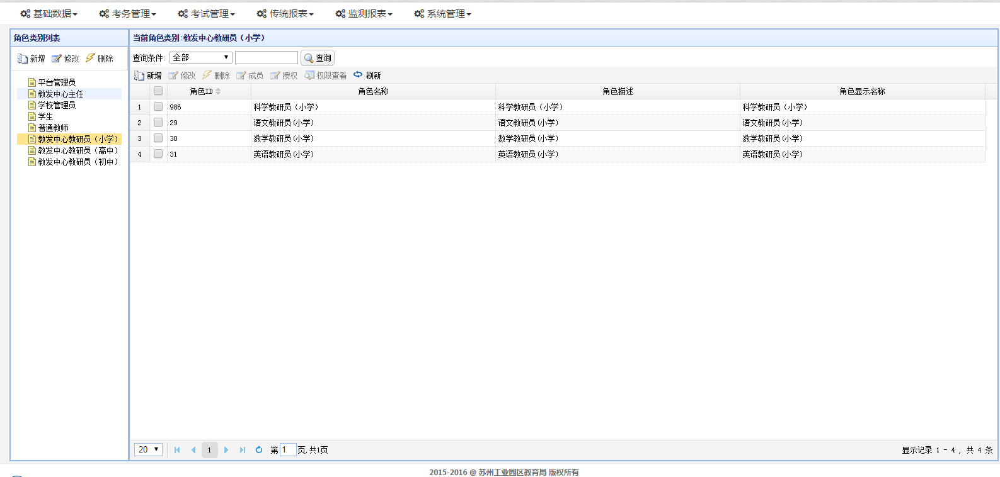 基础数据 考务管理 考试管理 传统报表 监测报表 系统管理
角色类别列表
新增 修改 删除
平台管理员
教发中心主任
学校管理员
学生
普通教师
教发中心教研员（小学）
教发中心教研员（高中）
教发中心教研员（初中）
当前角色类别:教发中心教研员（小学）
查询条件: 全部 查询
新增 修改 删除 成员 授权 权限查看 刷新
角色ID 角色名称 角色描述 角色显示名称
1 986 科学教研员（小学） 科学教研员（小学） 科学教研员（小学）
2 29 语文教研员(小学) 语文教研员(小学) 语文教研员(小学)
3 30 数学教研员(小学) 数学教研员(小学) 数学教研员(小学)
4 31 英语教研员(小学) 英语教研员(小学) 英语教研员(小学)
20 1 第 1 页,共1页 显示记录 1 - 4 , 共 4 条
2015-2016 @ 苏州工业园区教育局 版权所有